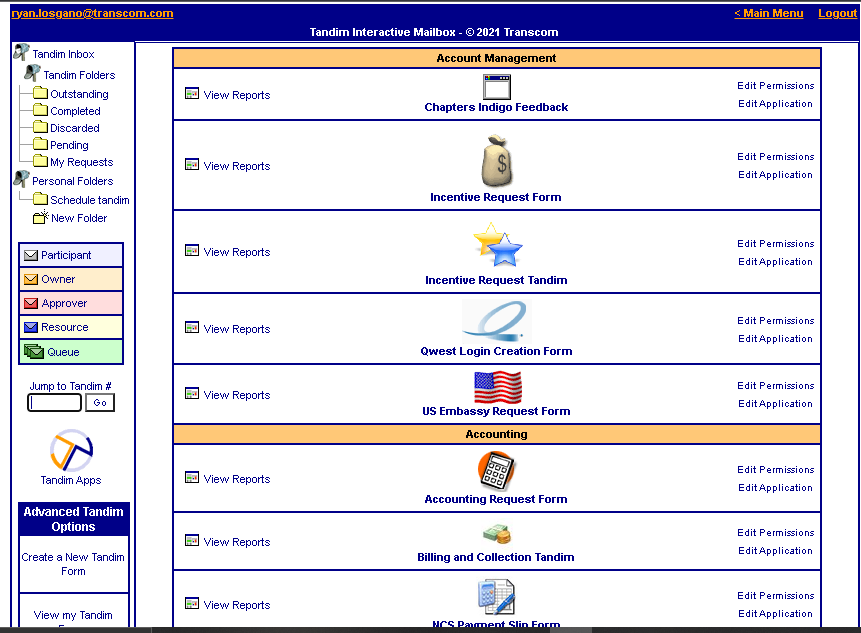 ryan.losgano@transcom.com
< Main Menu Logout
Tandim Interactive Mailbox - © 2021 Transcom
Tandim Inbox
Tandim Folders
Outstanding
Completed
Discarded
Pending
My Requests
Personal Folders
Schedule tandim
New Folder
Participant
Owner
Approver
Resource
Queue
Jump to Tandim #
Go
Tandim Apps
Advanced Tandim
Options
Create a New Tandim
Form
View my Tandim
Account Management
View Reports
Chapters Indigo Feedback
Edit Permissions
Edit Application
View Reports
Incentive Request Form
Edit Permissions
Edit Application
View Reports
Incentive Request Tandim
Edit Permissions
Edit Application
View Reports
Qwest Login Creation Form
Edit Permissions
Edit Application
View Reports
US Embassy Request Form
Edit Permissions
Edit Application
Accounting
View Reports
Accounting Request Form
Edit Permissions
Edit Application
View Reports
Billing and Collection Tandim
Edit Permissions
Edit Application
View Reports
NCS Payment Slip Form
Edit Permissions
Edit Application